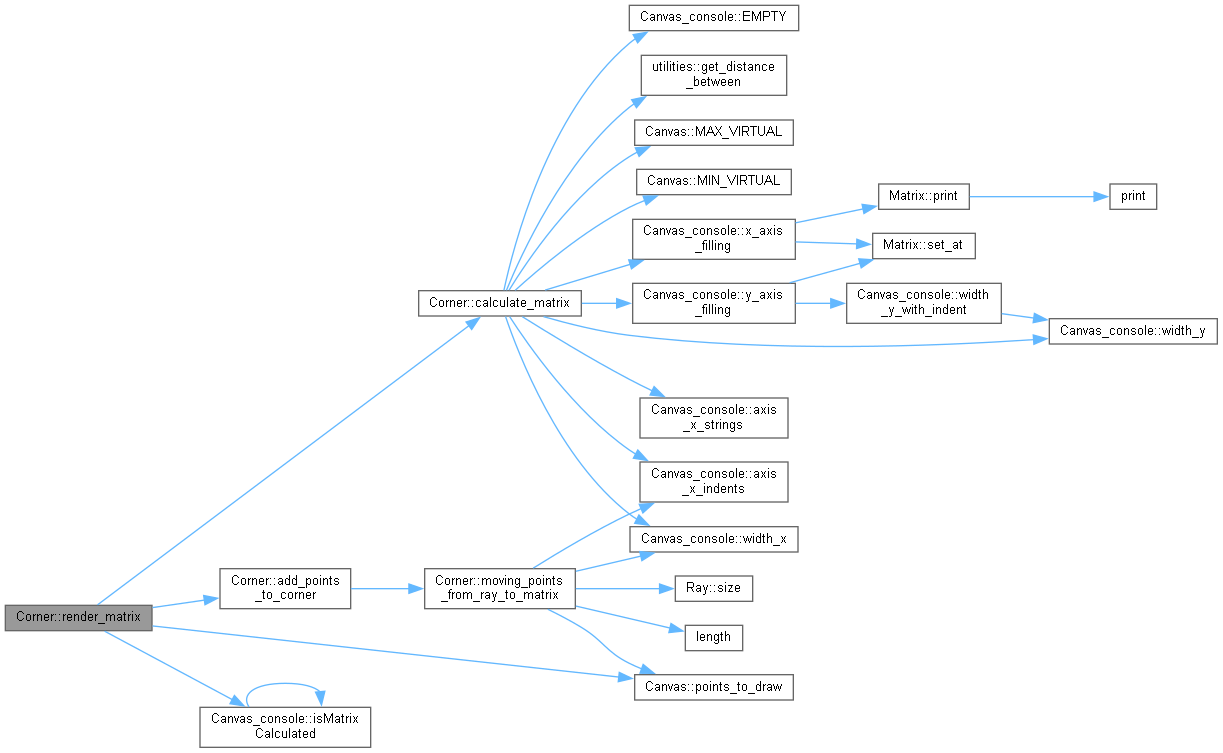 Canvas_console::EMPTY
utilities::get_distance
_between
Canvas::MAX_VIRTUAL
Canvas::MIN_VIRTUAL
Matrix::print
print
Canvas_console::x_axis
_filling
Matrix::set_at
Corner::calculate_matrix
Canvas_console::y_axis
_filling
Canvas_console::width
_y_with_indent
Canvas_console::width_y
Canvas_console::axis
_x_strings
Canvas_console::axis
_x_indents
Canvas_console::width_x
Corner::add_points
_to_corner
Corner::moving_points
_from_ray_to_matrix
Ray::size
Corner::render_matrix
length
Canvas::points_to_draw
Canvas_console::isMatrix
Calculated